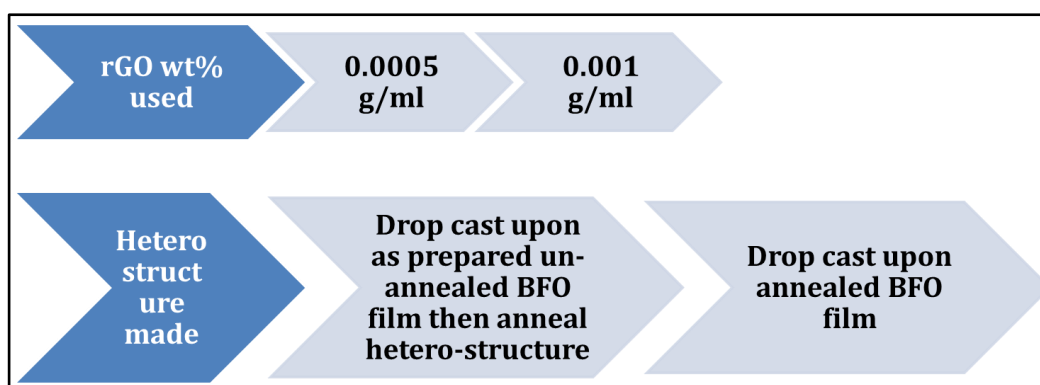 rGO wt%
used
0.0005
g/ml
0.001
g/ml
Hetero
struct
ure
made
Drop cast upon
as prepared un-
annealed BFO
film then anneal
hetero-structure
Drop cast upon
annealed BFO
film